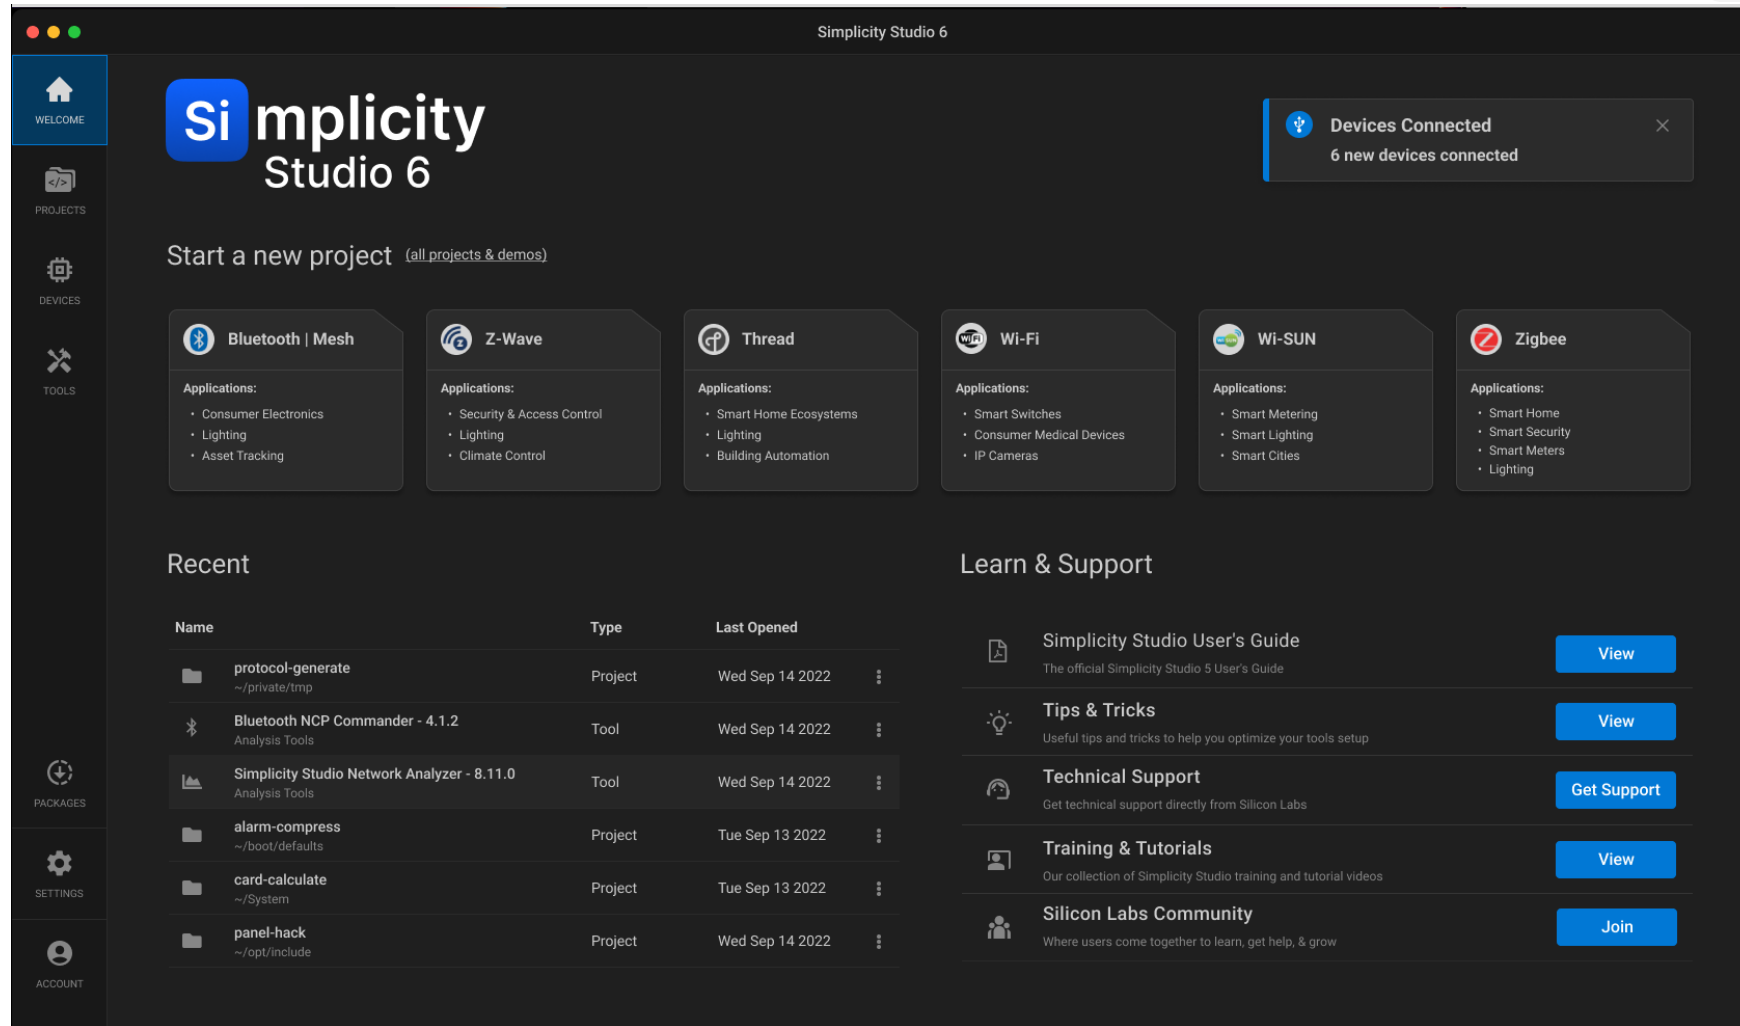 Simplicity Studio 6
WELCOME
PROJECTS
DEVICES
TOOLS
PACKAGES
SETTINGS
ACCOUNT
Simplicity
Studio 6
Devices Connected
6 new devices connected
Start a new project (all projects & demos)
Bluetooth | Mesh
Applications:
• Consumer Electronics
• Lighting
• Asset Tracking
Z-Wave
Applications:
• Security & Access Control
• Lighting
• Climate Control
Thread
Applications:
• Smart Home Ecosystems
• Lighting
• Building Automation
Wi-Fi
Applications:
• Smart Switches
• Consumer Medical Devices
• IP Cameras
Wi-SUN
Applications:
• Smart Metering
• Smart Lighting
• Smart Cities
Zigbee
Applications:
• Smart Home
• Smart Security
• Smart Meters
• Lighting
Recent
Name Type Last Opened
protocol-generate Project Wed Sep 14 2022
~/private/tmp
Bluetooth NCP Commander - 4.1.2 Tool Wed Sep 14 2022
Analysis Tools
Simplicity Studio Network Analyzer - 8.11.0 Tool Wed Sep 14 2022
Analysis Tools
alarm-compress Project Tue Sep 13 2022
~/boot/defaults
card-calculate Project Tue Sep 13 2022
~/System
panel-hack Project Wed Sep 14 2022
~/opt/include
Learn & Support
Simplicity Studio User's Guide
The official Simplicity Studio 5 User's Guide
View
Tips & Tricks
Useful tips and tricks to help you optimize your tools setup
View
Technical Support
Get technical support directly from Silicon Labs
Get Support
Training & Tutorials
Our collection of Simplicity Studio training and tutorial videos
View
Silicon Labs Community
Where users come together to learn, get help, & grow
Join